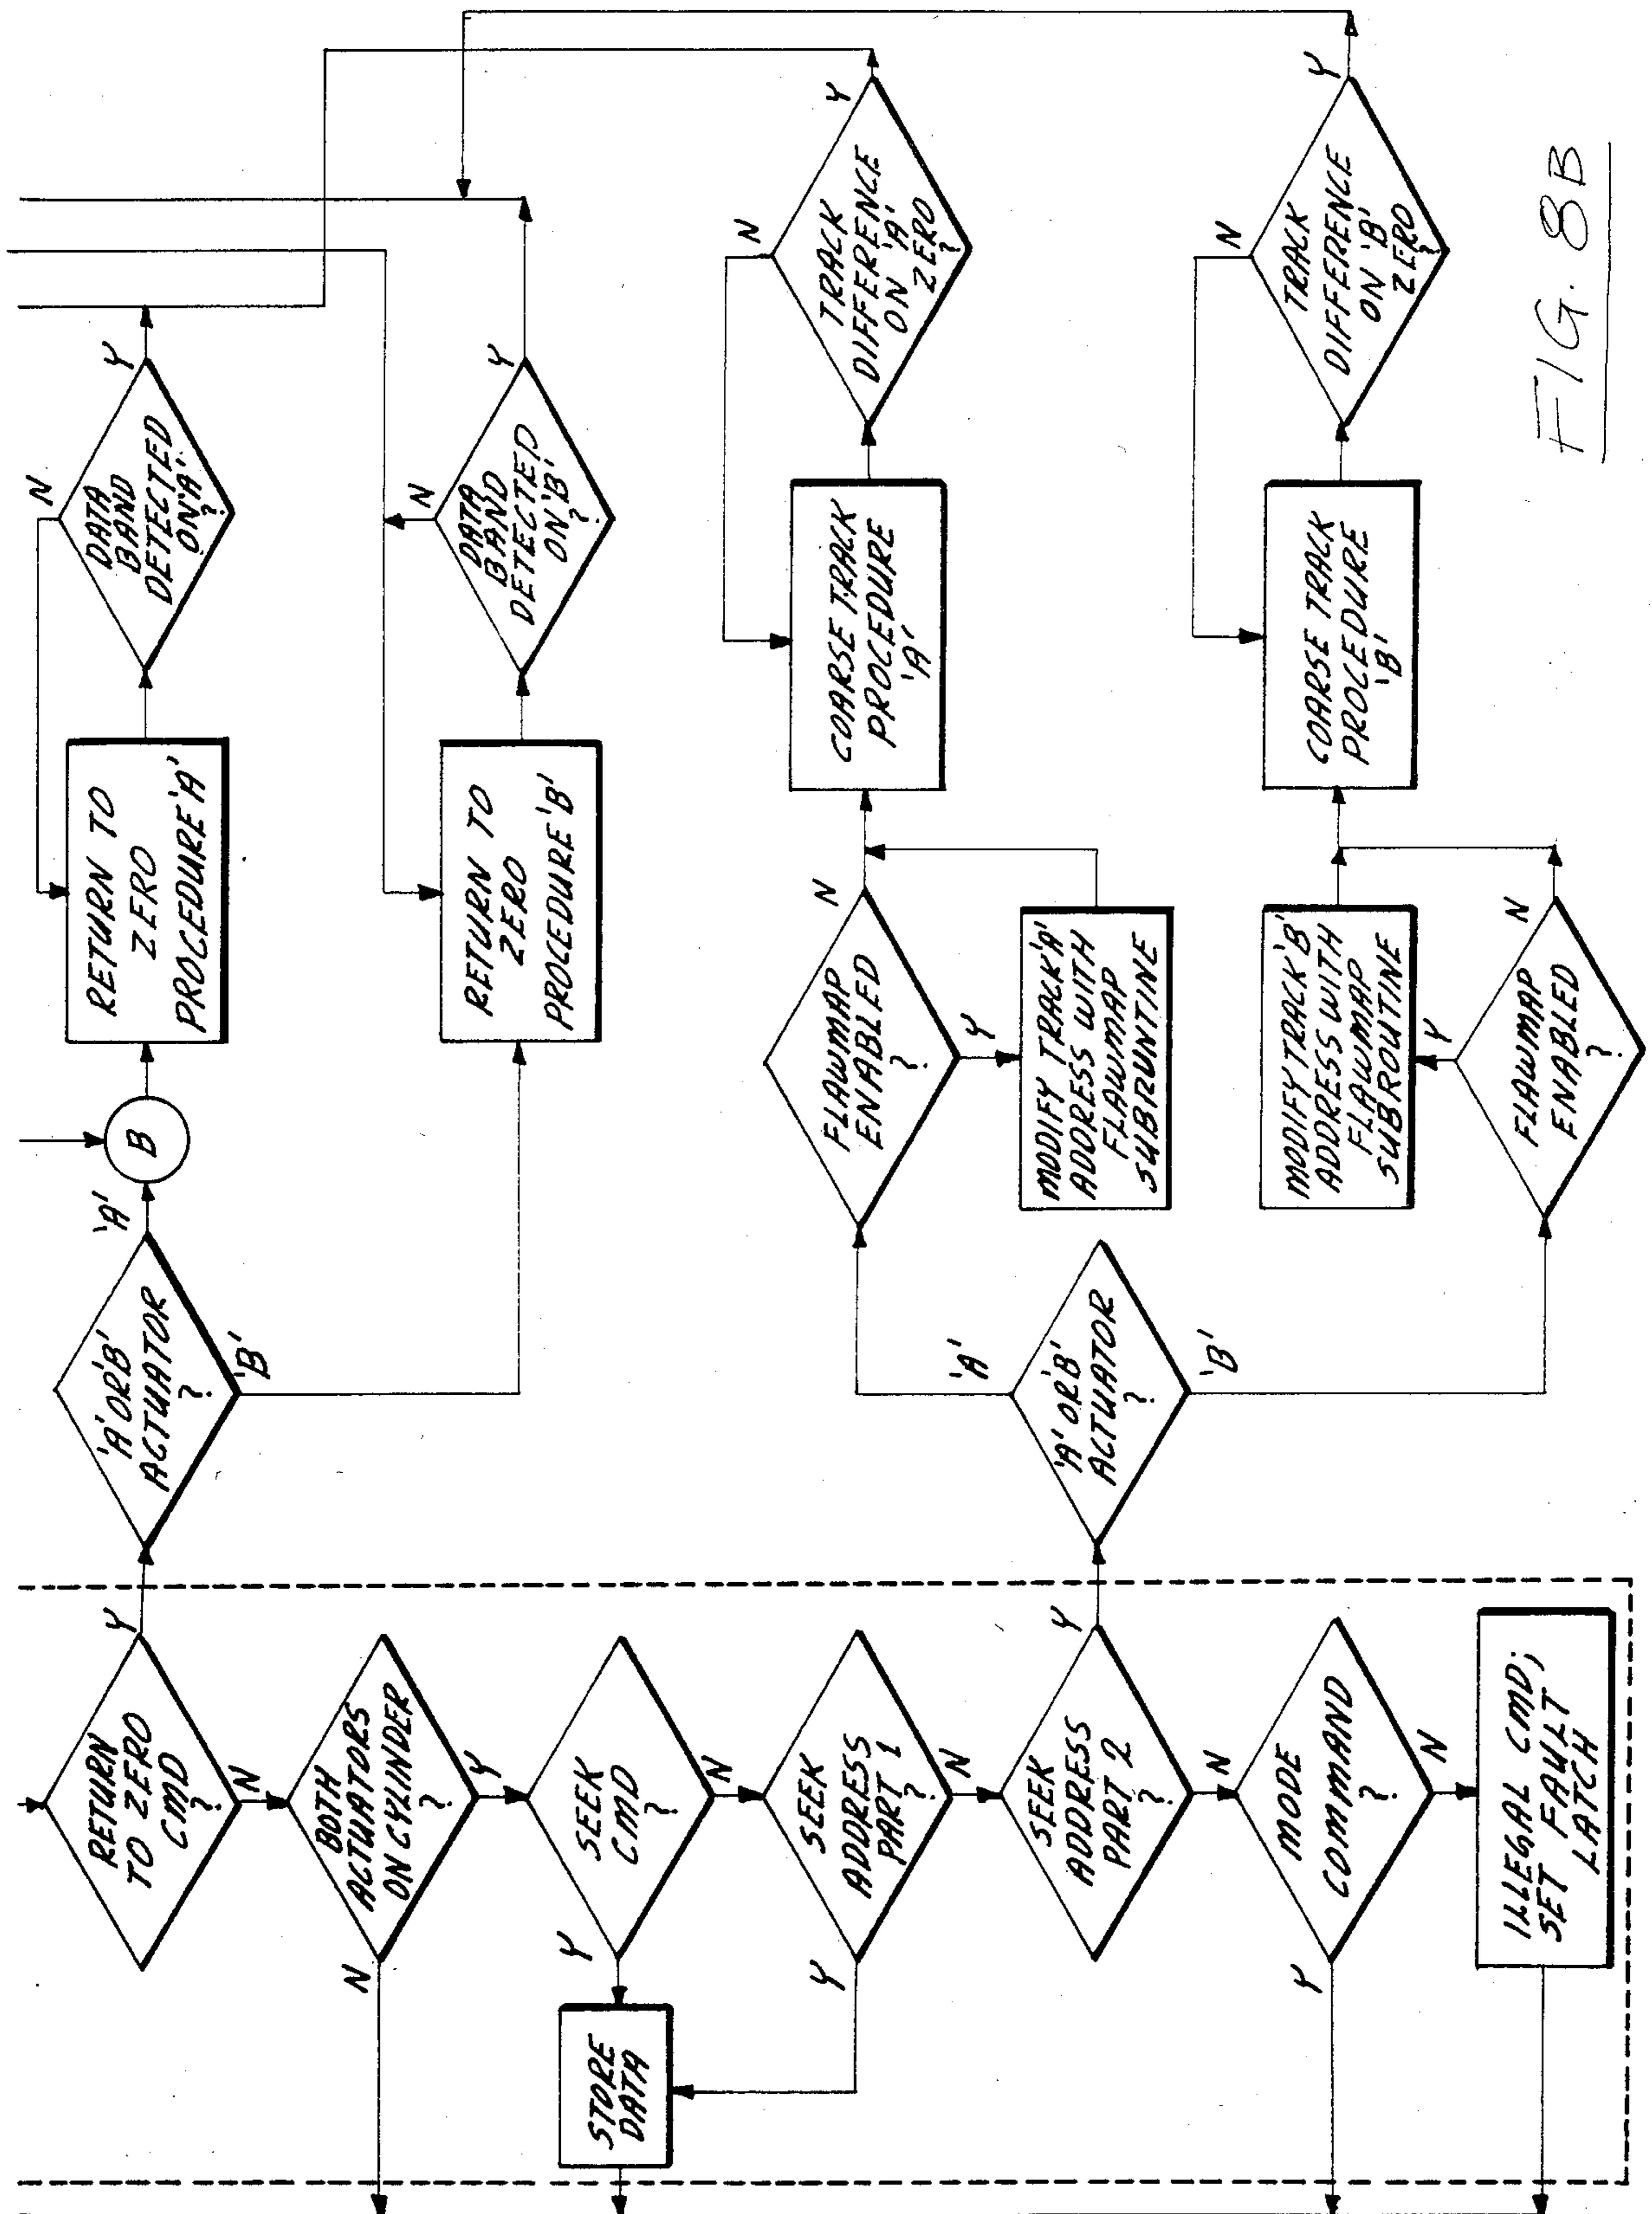 RETURN
TO ZERO
CMD
?
Y
N
BOTH
ACTUATORS
ON CYLINDER
?
N
Y
SEEK
CMD
?
Y
N
STORE
DATA
SEEK
ADDRESS
PART 1
?
Y
N
SEEK
ADDRESS
PART 2
?
Y
N
MODE
COMMAND
?
Y
N
ILLEGAL CMD;
SET FAULT
LATCH
'A' OR 'B'
ACTUATOR
?
'A'
'B'
B
RETURN TO
ZERO
PROCEDURE 'A'
DATA
BAND
DETECTED
ON 'A'
?
N
Y
RETURN TO
ZERO
PROCEDURE 'B'
DATA
BAND
DETECTED
ON 'B'
?
N
Y
'A' OR 'B'
ACTUATOR
?
'A'
'B'
FLAWMAP
ENABLED
?
N
Y
MODIFY TRACK 'A'
ADDRESS WITH
FLAWMAP
SUBRUNTINE
COARSE TRACK
PROCEDURE
'A'
TRACK
DIFFERENCE
ON 'A'
ZERO
?
N
Y
MODIFY TRACK 'B'
ADDRESS WITH
FLAWMAP
SUBROUTINE
FLAWMAP
ENABLED
?
Y
N
COARSE TRACK
PROCEDURE
'B'
TRACK
DIFFERENCE
ON 'B'
ZERO
?
N
Y
FIG. 8B